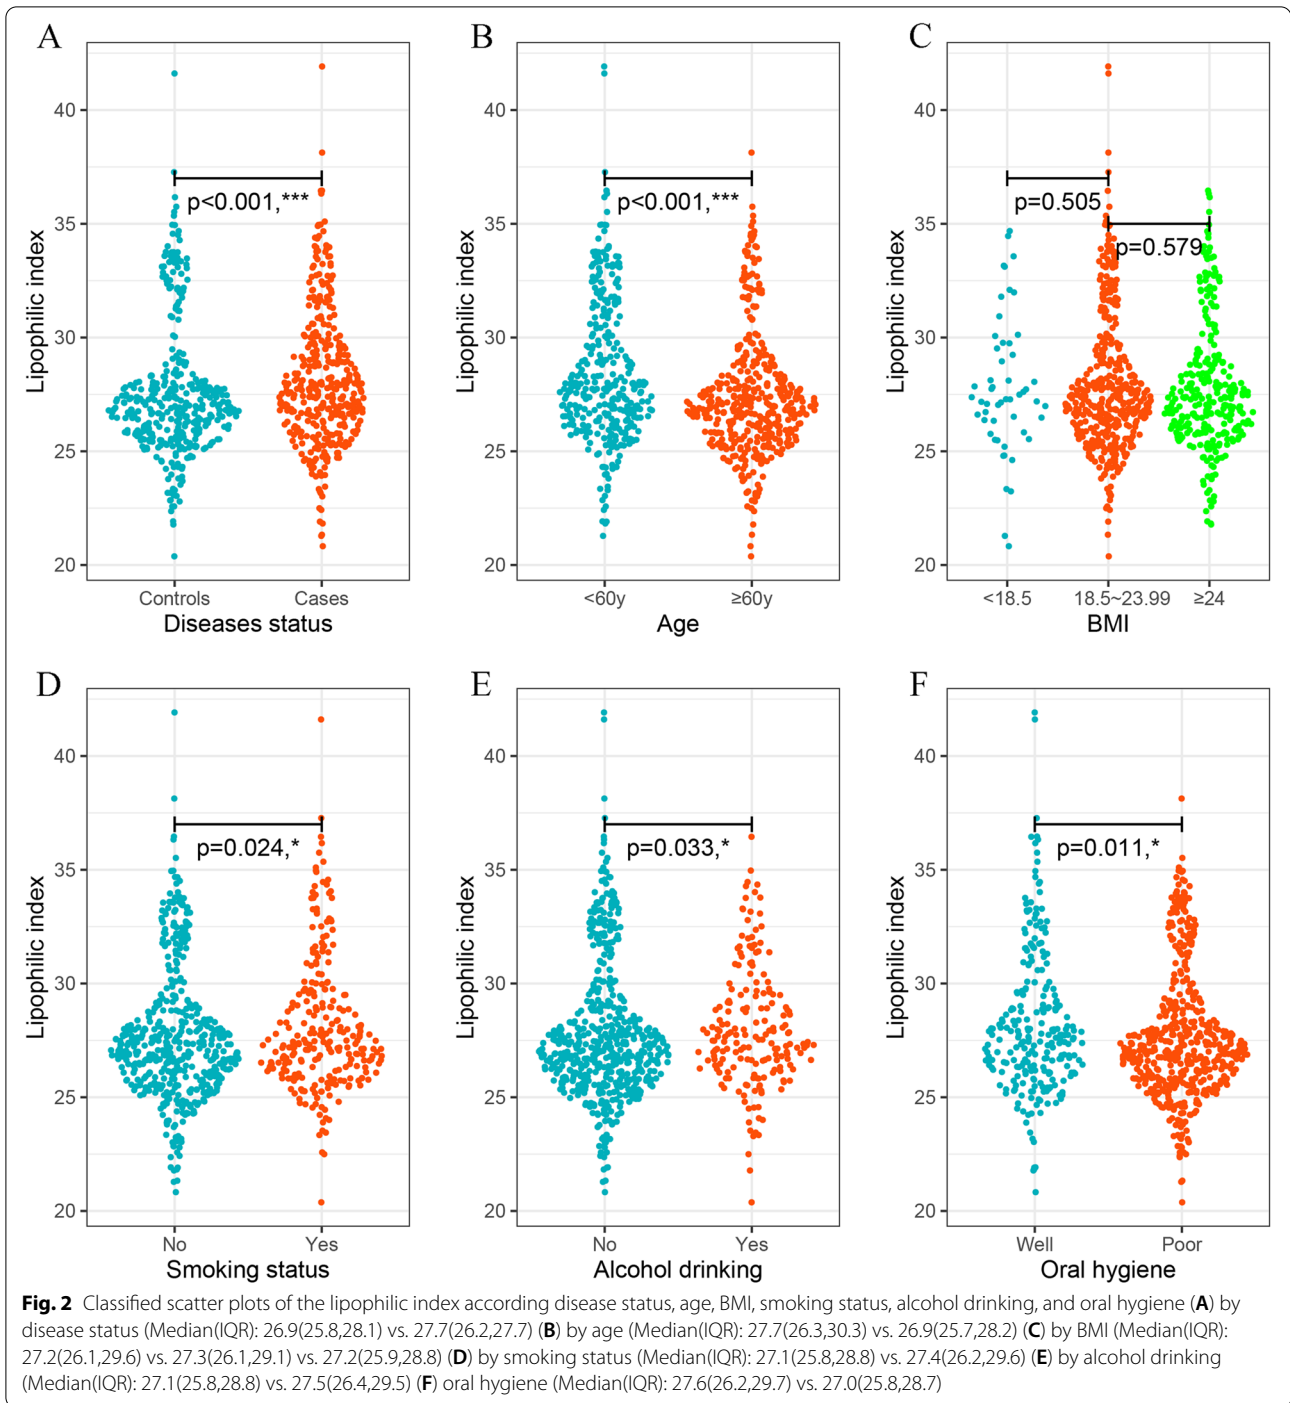 A
Lipophilic index
40
35
30
25
20
p<0.001,***
Controls Cases
Diseases status
B
Lipophilic index
40
35
30
25
20
p<0.001,***
<60y ≥60y
Age
C
Lipophilic index
40
35
30
25
20
p=0.505
p=0.579
<18.5 18.5~23.99 ≥24
BMI
D
Lipophilic index
40
35
30
25
20
p=0.024,*
No Yes
Smoking status
E
Lipophilic index
40
35
30
25
20
p=0.033,*
No Yes
Alcohol drinking
F
Lipophilic index
40
35
30
25
20
p=0.011,*
Well Poor
Oral hygiene
Fig. 2 Classified scatter plots of the lipophilic index according disease status, age, BMI, smoking status, alcohol drinking, and oral hygiene (A) by
disease status (Median(IQR): 26.9(25.8,28.1) vs. 27.7(26.2,27.7) (B) by age (Median(IQR): 27.7(26.3,30.3) vs. 26.9(25.7,28.2) (C) by BMI (Median(IQR):
27.2(26.1,29.6) vs. 27.3(26.1,29.1) vs. 27.2(25.9,28.8) (D) by smoking status (Median(IQR): 27.1(25.8,28.8) vs. 27.4(26.2,29.6) (E) by alcohol drinking
(Median(IQR): 27.1(25.8,28.8) vs. 27.5(26.4,29.5) (F) oral hygiene (Median(IQR): 27.6(26.2,29.7) vs. 27.0(25.8,28.7)